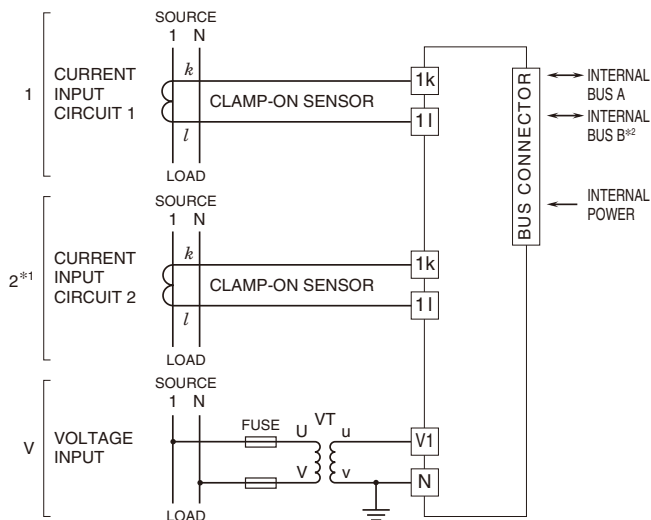 SOURCE
1 N
1
CURRENT
INPUT
CIRCUIT 1
k
CLAMP-ON SENSOR
l
LOAD
1k
1l
BUS CONNECTOR
INTERNAL
BUS A
INTERNAL
BUS B*2
INTERNAL
POWER
SOURCE
1 N
2*1
CURRENT
INPUT
CIRCUIT 2
k
CLAMP-ON SENSOR
l
LOAD
1k
1l
SOURCE
1 N
V
VOLTAGE
INPUT
FUSE
VT
U
u
V
v
V1
N
LOAD